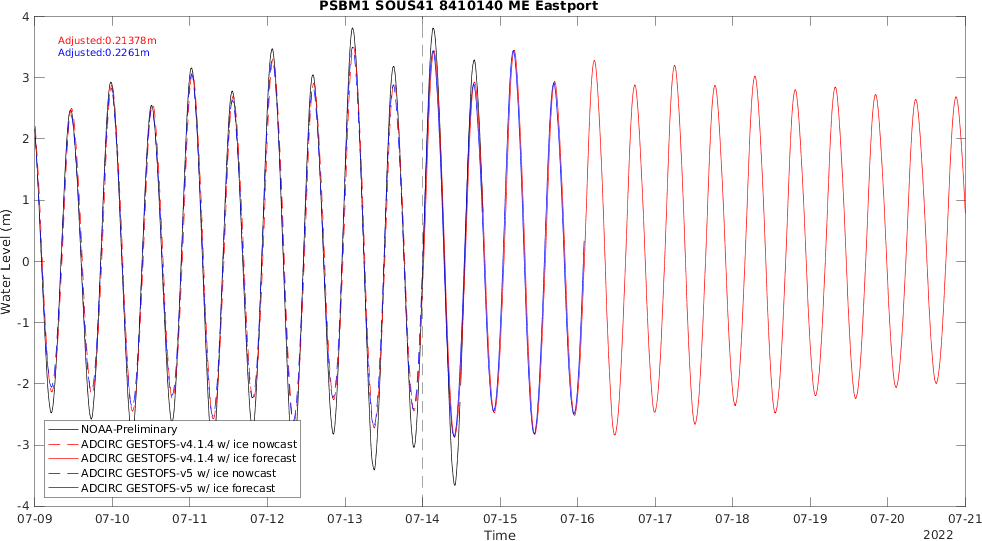 PSBM1 SOUS41 8410140 ME Eastport
Adjusted:0.21378m
Adjusted:0.2261m
4
3
2
1
0
-1
-2
-3
-4
Water Level (m)
NOAA-Preliminary
ADCIRC GESTOFS-v4.1.4 w/ ice nowcast
ADCIRC GESTOFS-v4.1.4 w/ ice forecast
ADCIRC GESTOFS-v5 w/ ice nowcast
ADCIRC GESTOFS-v5 w/ ice forecast
07-09 07-10 07-11 07-12 07-13 07-14 07-15 07-16 07-17 07-18 07-19 07-20 07-21
Time
2022